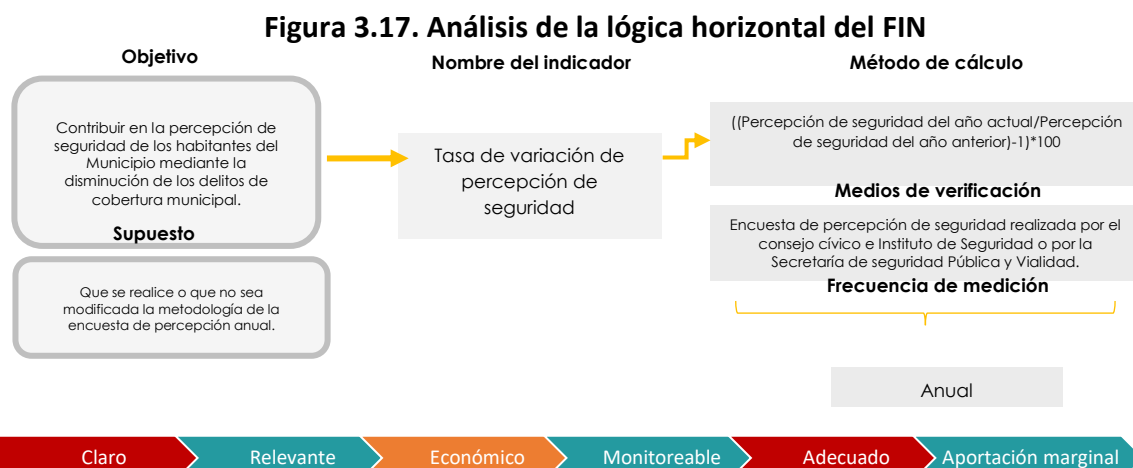 Figura 3.17. Análisis de la lógica horizontal del FIN
Objetivo
Contribuir en la percepción de
seguridad de los habitantes del
Municipio mediante la
disminución de los delitos de
cobertura municipal.
Supuesto
Que se realice o que no sea
modificada la metodología de la
encuesta de percepción anual.
Nombre del indicador
Tasa de variación de
percepción de
seguridad
Método de cálculo
((Percepción de seguridad del año actual/Percepción
de seguridad del año anterior)-1)*100
Medios de verificación
Encuesta de percepción de seguridad realizada por el
consejo cívico e Instituto de Seguridad o por la
Secretaría de seguridad Pública y Vialidad.
Frecuencia de medición
Anual
Claro
Relevante
Económico
Monitoreable
Adecuado
Aportación marginal